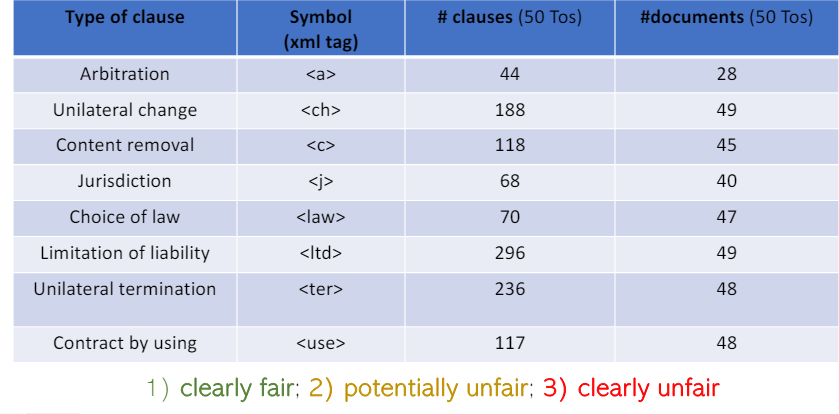 Type of clause Symbol (xml tag) # clauses (50 Tos) #documents (50 Tos)
Arbitration <a> 44 28
Unilateral change <ch> 188 49
Content removal <c> 118 45
Jurisdiction <j> 68 40
Choice of law <law> 70 47
Limitation of liability <ltd> 296 49
Unilateral termination <ter> 236 48
Contract by using <use> 117 48
1) clearly fair; 2) potentially unfair; 3) clearly unfair